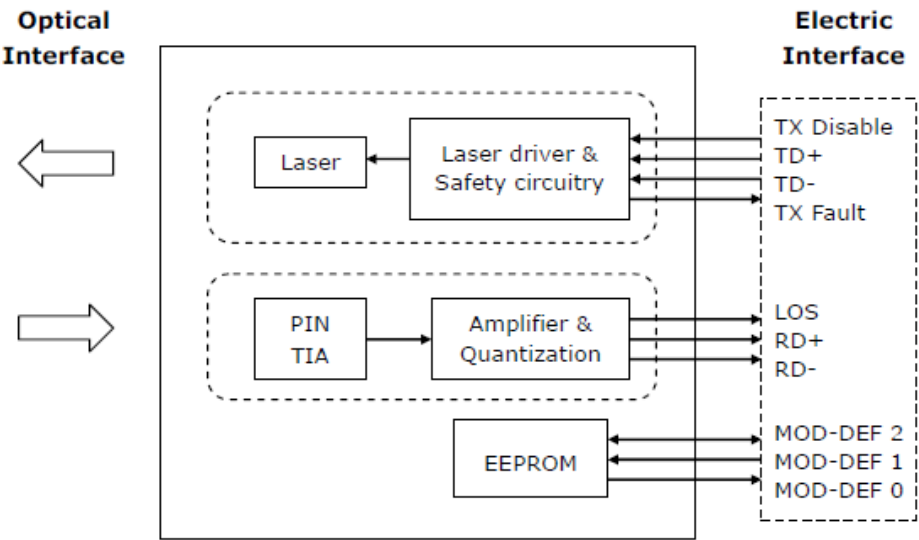 Optical
Interface
Electric
Interface
Laser
Laser driver &
Safety circuitry
TX Disable
TD+
TD-
TX Fault
PIN
TIA
Amplifier &
Quantization
LOS
RD+
RD-
EEPROM
MOD-DEF 2
MOD-DEF 1
MOD-DEF 0